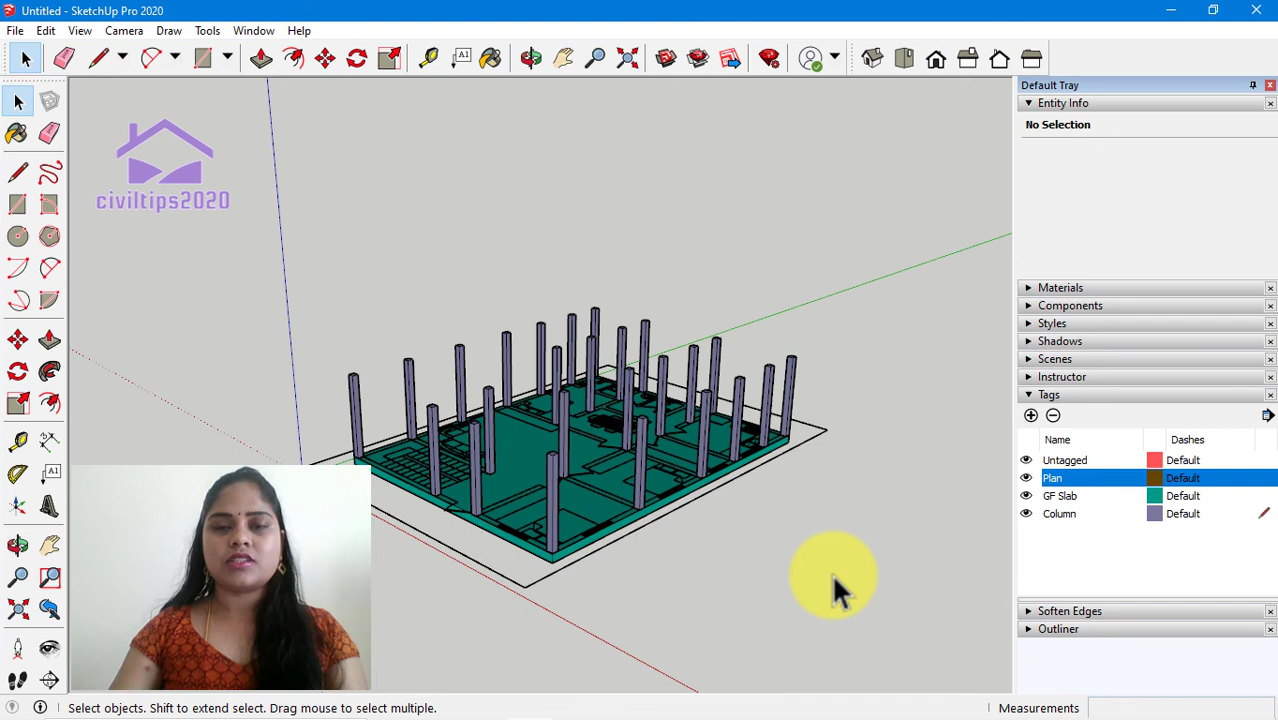 Untitled - SketchUp Pro 2020
File Edit View Camera Draw Tools Window Help
A1
civiltips2020
A1
Default Tray
Entity Info
No Selection
Materials
Components
Styles
Shadows
Scenes
Instructor
Tags
Name Dashes
Untagged Default
Plan Default
GF Slab Default
Column Default
Soften Edges
Outliner
Select objects. Shift to extend select. Drag mouse to select multiple.
Measurements